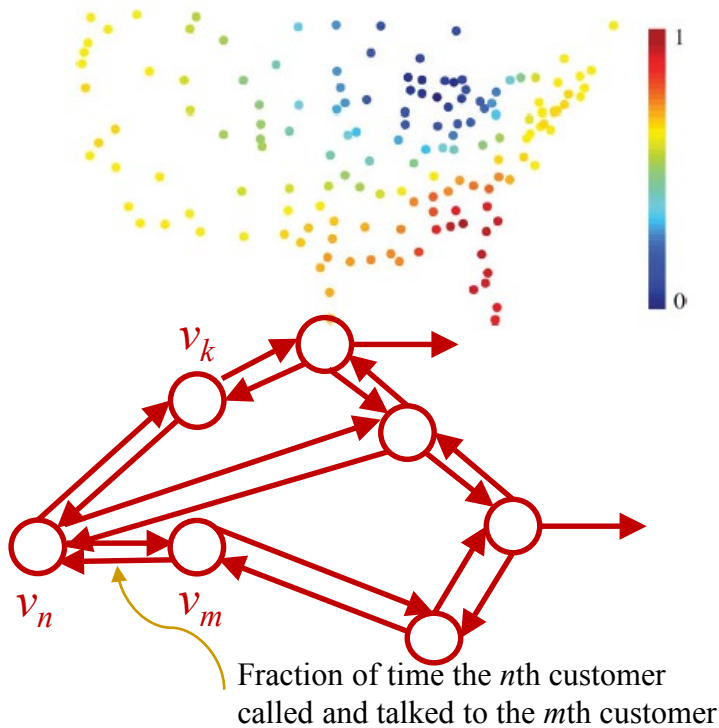 1
0
v_k
v_n
v_m
Fraction of time the nth customer
called and talked to the mth customer